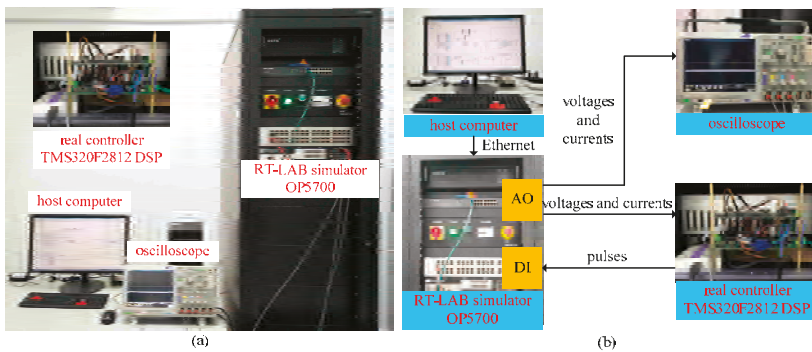 real controller
TMS320F2812 DSP
RT-LAB simulator
OP5700
host computer
oscilloscope
(a)
host computer
Ethernet
voltages
and
currents
oscilloscope
AO
voltages and currents
DI
pulses
RT-LAB simulator
OP5700
real controller
TMS320F2812 DSP
(b)